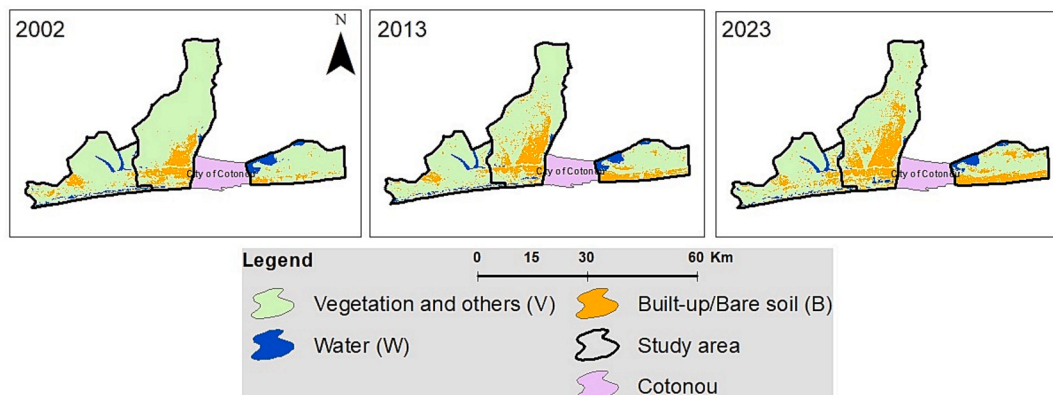 2002
N
City of Cotonou
2013
City of Cotonou
2023
City of Cotonou
Legend
0 15 30 60 Km
Vegetation and others (V)
Built-up/Bare soil (B)
Water (W)
Study area
Cotonou